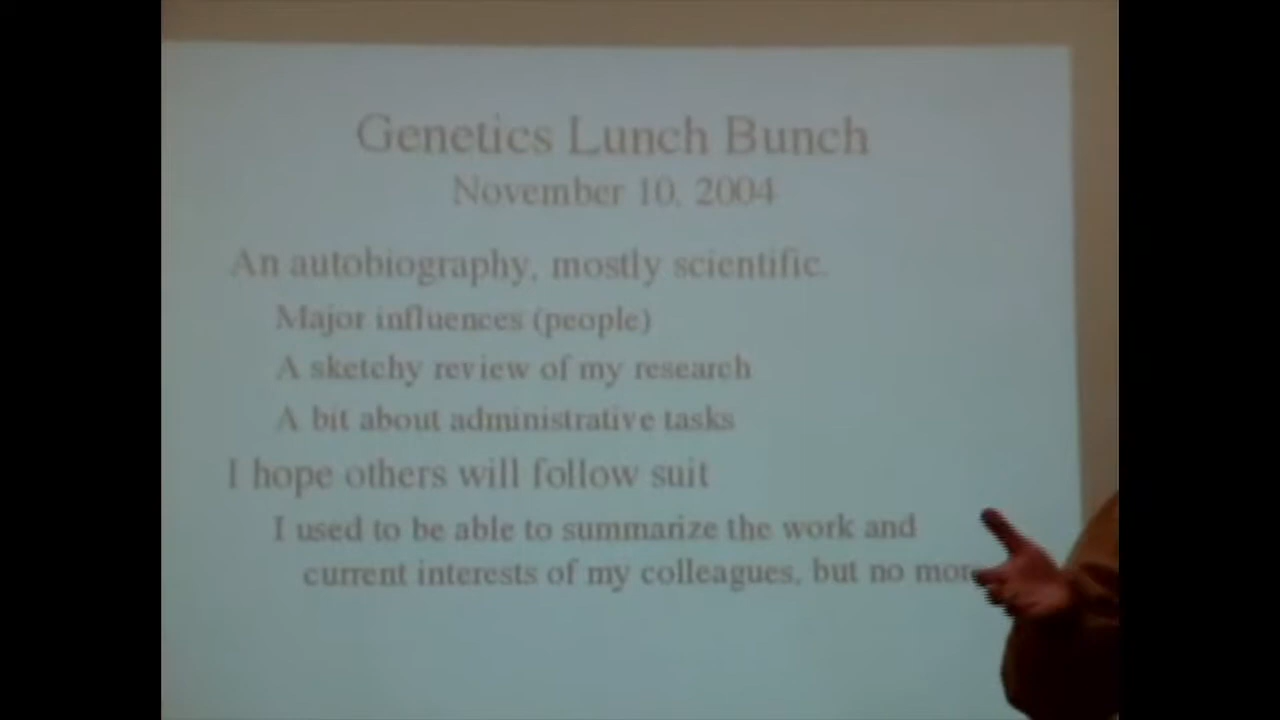 Genetics Lunch Bunch
November 10, 2004
An autobiography, mostly scientific.
Major influences (people)
A sketchy review of my research
A bit about administrative tasks
I hope others will follow suit
I used to be able to summarize the work and
current interests of my colleagues, but no more